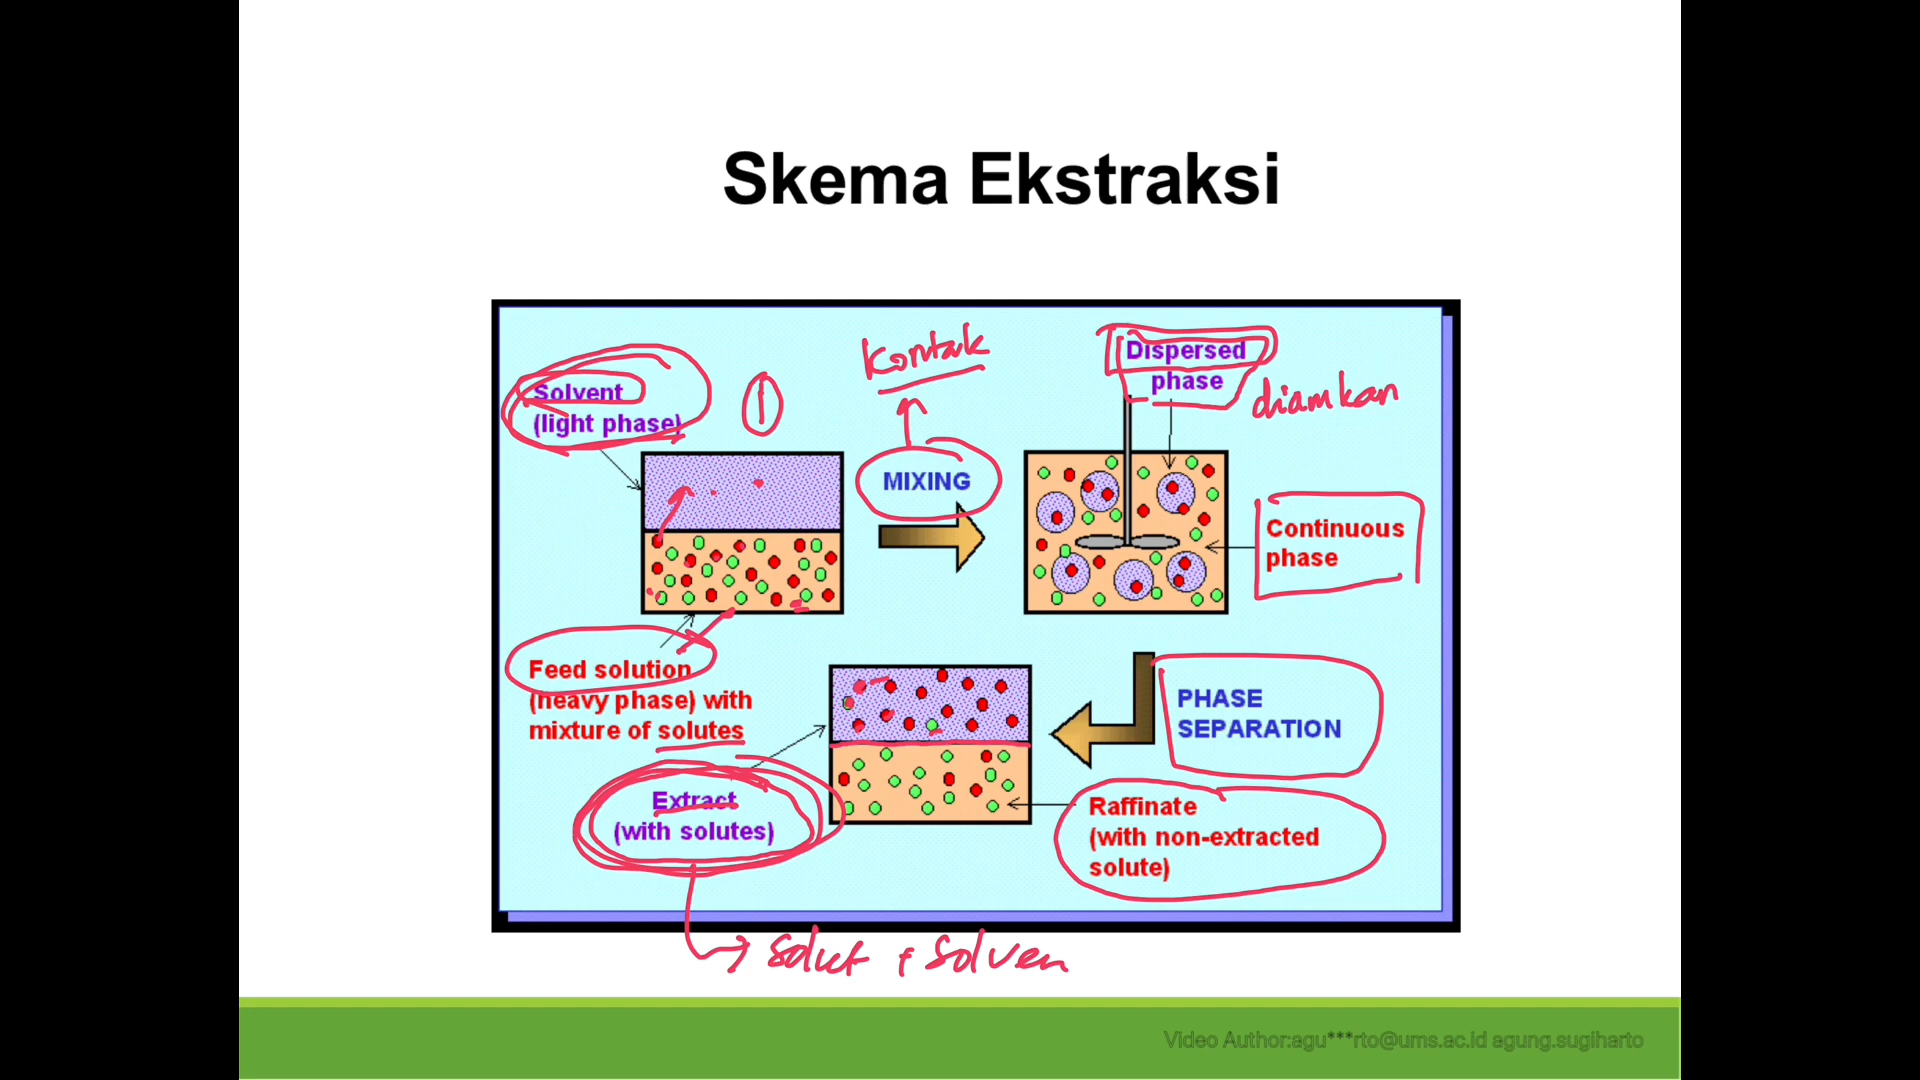 Skema Ekstraksi
Solvent
(light phase)
1
Kontak
MIXING
Dispersed
phase
diamkan
Continuous
phase
Feed solution
(heavy phase) with
mixture of solutes
PHASE
SEPARATION
Extract
(with solutes)
Raffinate
(with non-extracted
solute)
→ solut + solven
Video Author:agu***rto@ums.ac.id agung.sugiharto